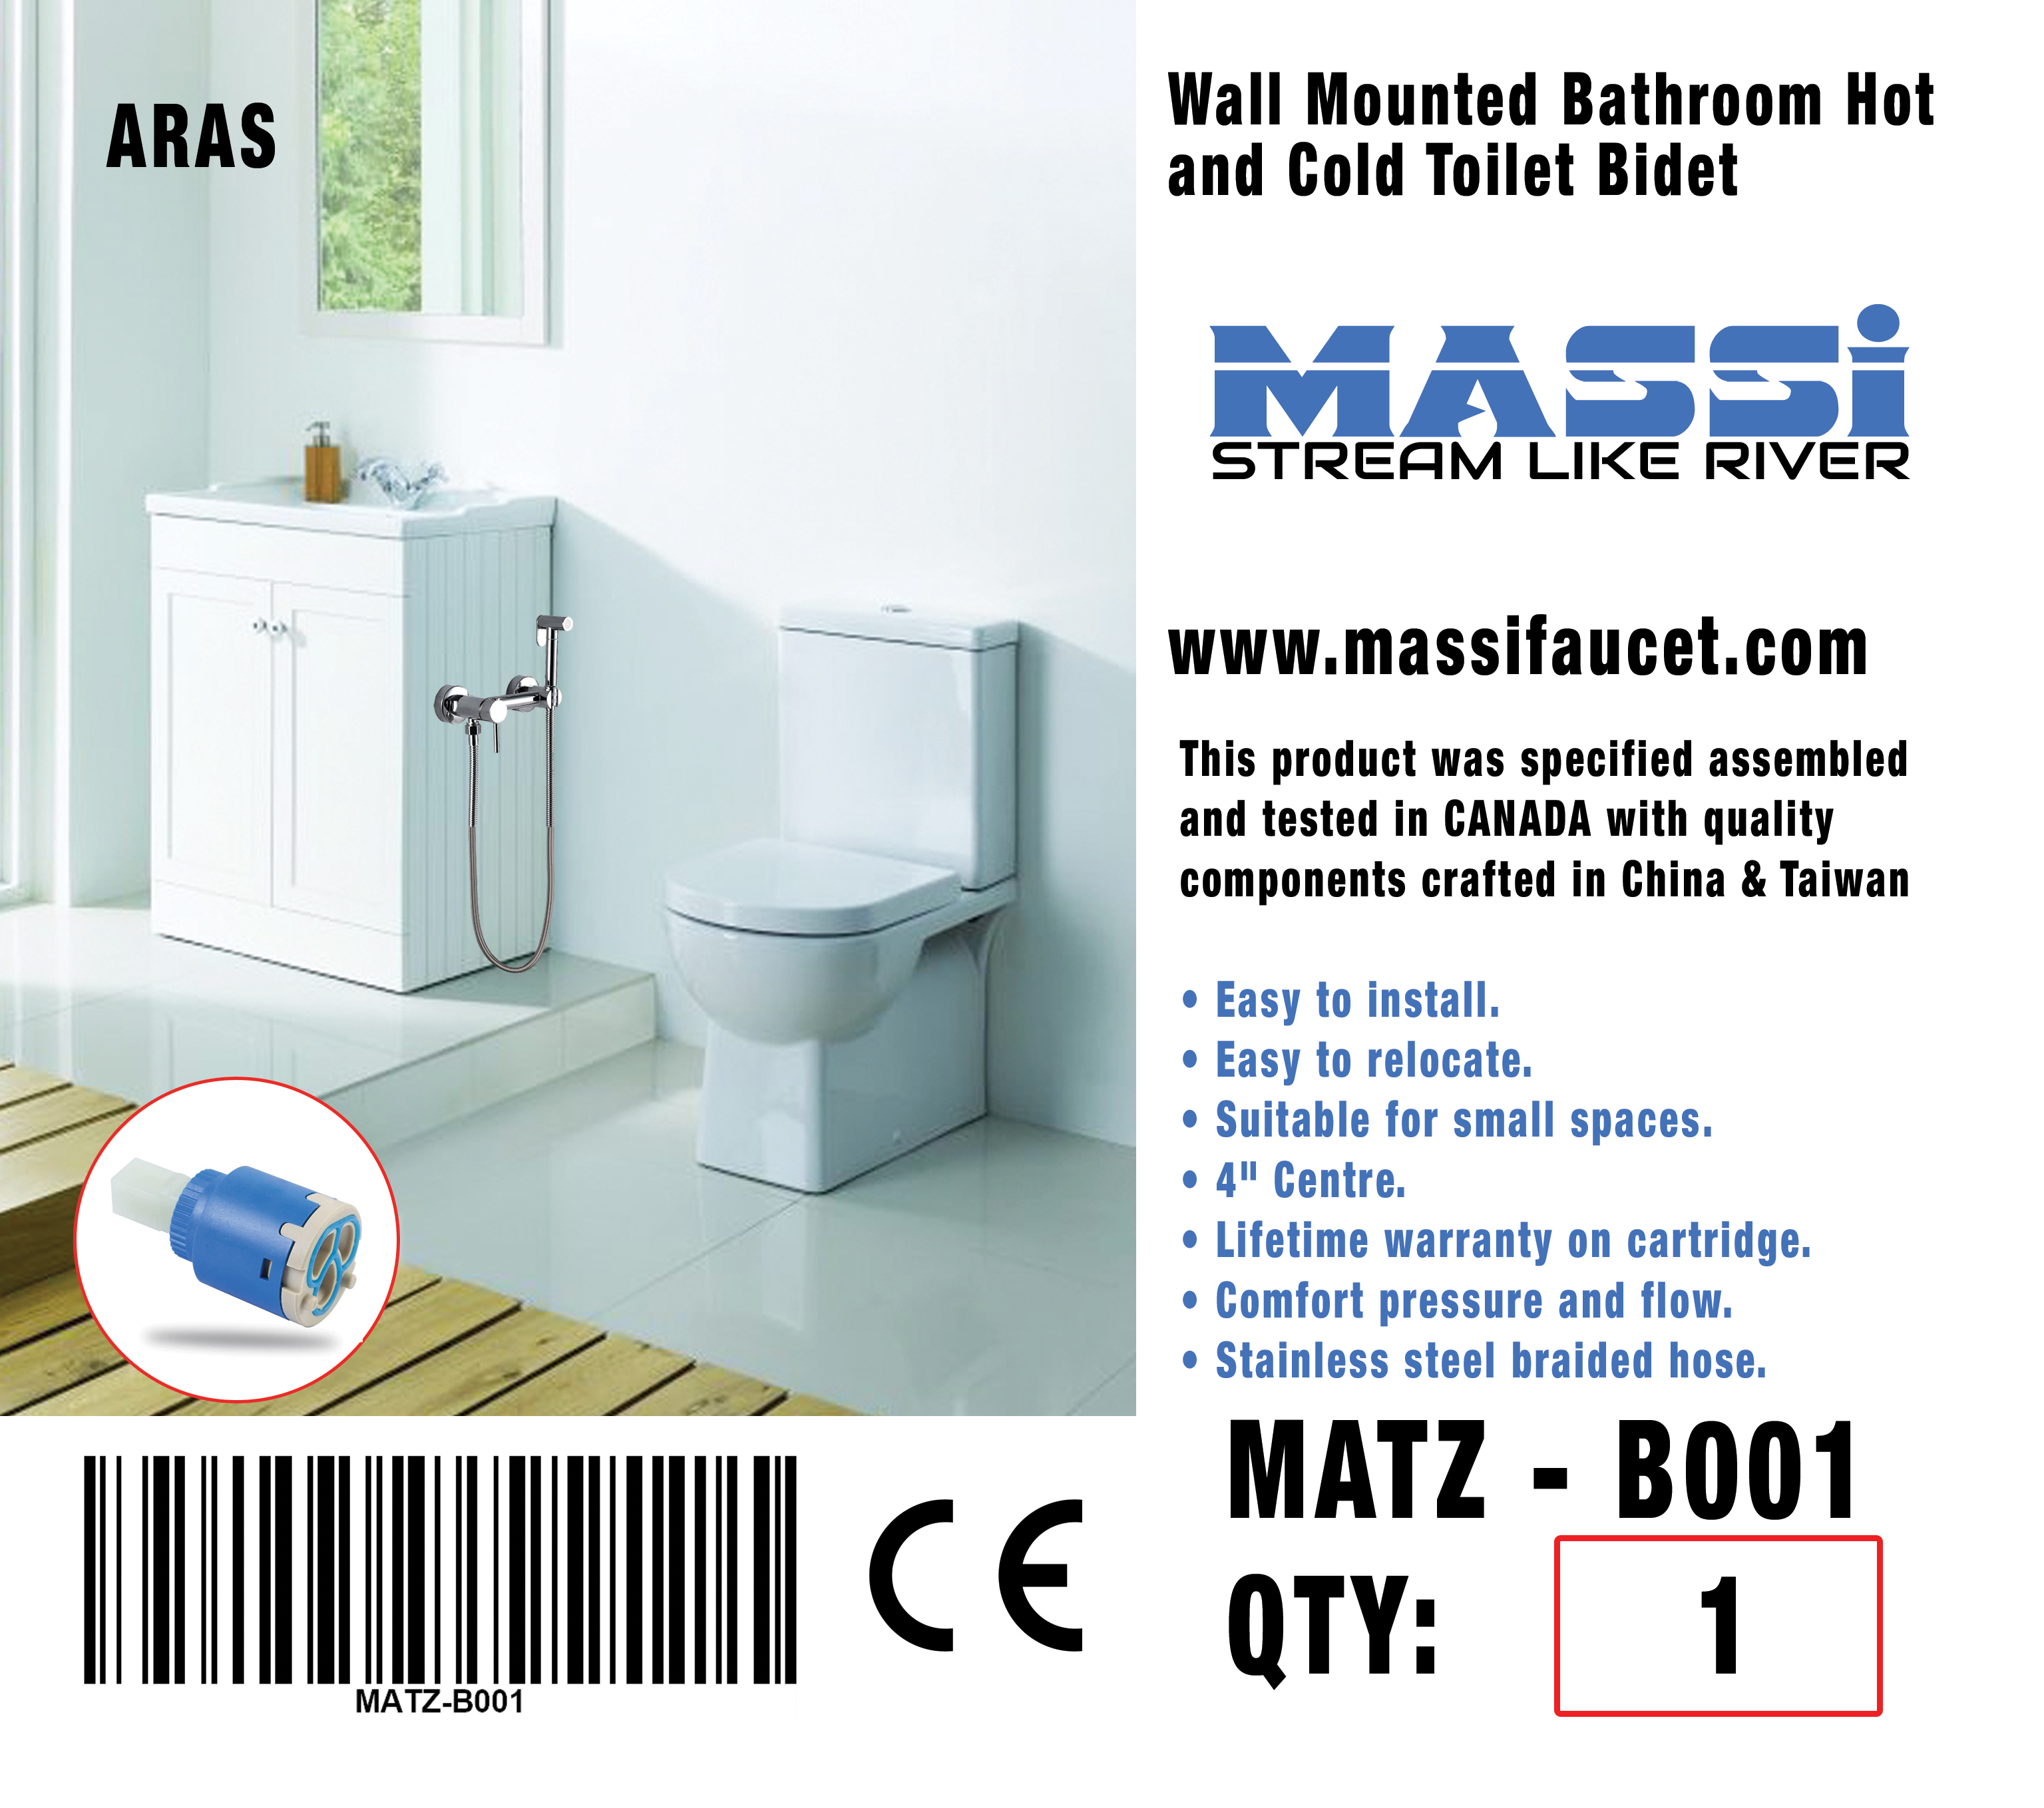 ARAS
Wall Mounted Bathroom Hot
and Cold Toilet Bidet
MASSi
STREAM LIKE RIVER
www.massifaucet.com
This product was specified assembled
and tested in CANADA with quality
components crafted in China & Taiwan
• Easy to install.
• Easy to relocate.
• Suitable for small spaces.
• 4" Centre.
• Lifetime warranty on cartridge.
• Comfort pressure and flow.
• Stainless steel braided hose.
MATZ - B001
QTY: 1
MATZ-B001
CE